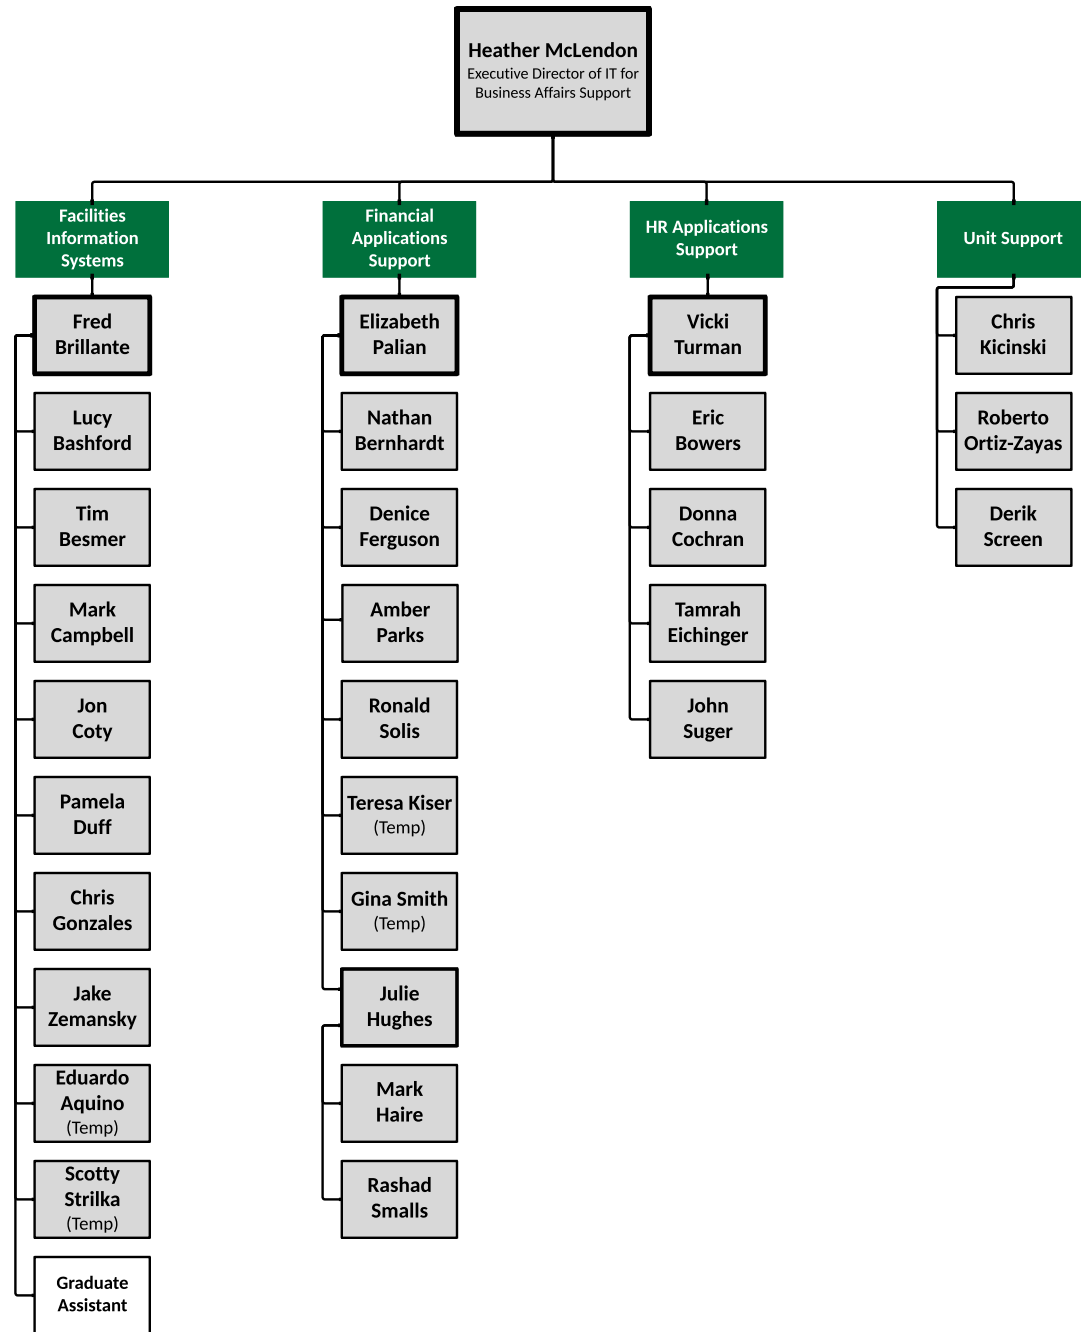 Heather McLendon
Executive Director of IT for
Business Affairs Support
Facilities
Information
Systems
Fred
Brillante
Lucy
Bashford
Tim
Besmer
Mark
Campbell
Jon
Coty
Pamela
Duff
Chris
Gonzales
Jake
Zemansky
Eduardo
Aquino
(Temp)
Scotty
Strilka
(Temp)
Graduate
Assistant
Financial
Applications
Support
Elizabeth
Palian
Nathan
Bernhardt
Denice
Ferguson
Amber
Parks
Ronald
Solis
Teresa Kiser
(Temp)
Gina Smith
(Temp)
Julie
Hughes
Mark
Haire
Rashad
Smalls
HR Applications
Support
Vicki
Turman
Eric
Bowers
Donna
Cochran
Tamrah
Eichinger
John
Suger
Unit Support
Chris
Kicinski
Roberto
Ortiz-Zayas
Derik
Screen